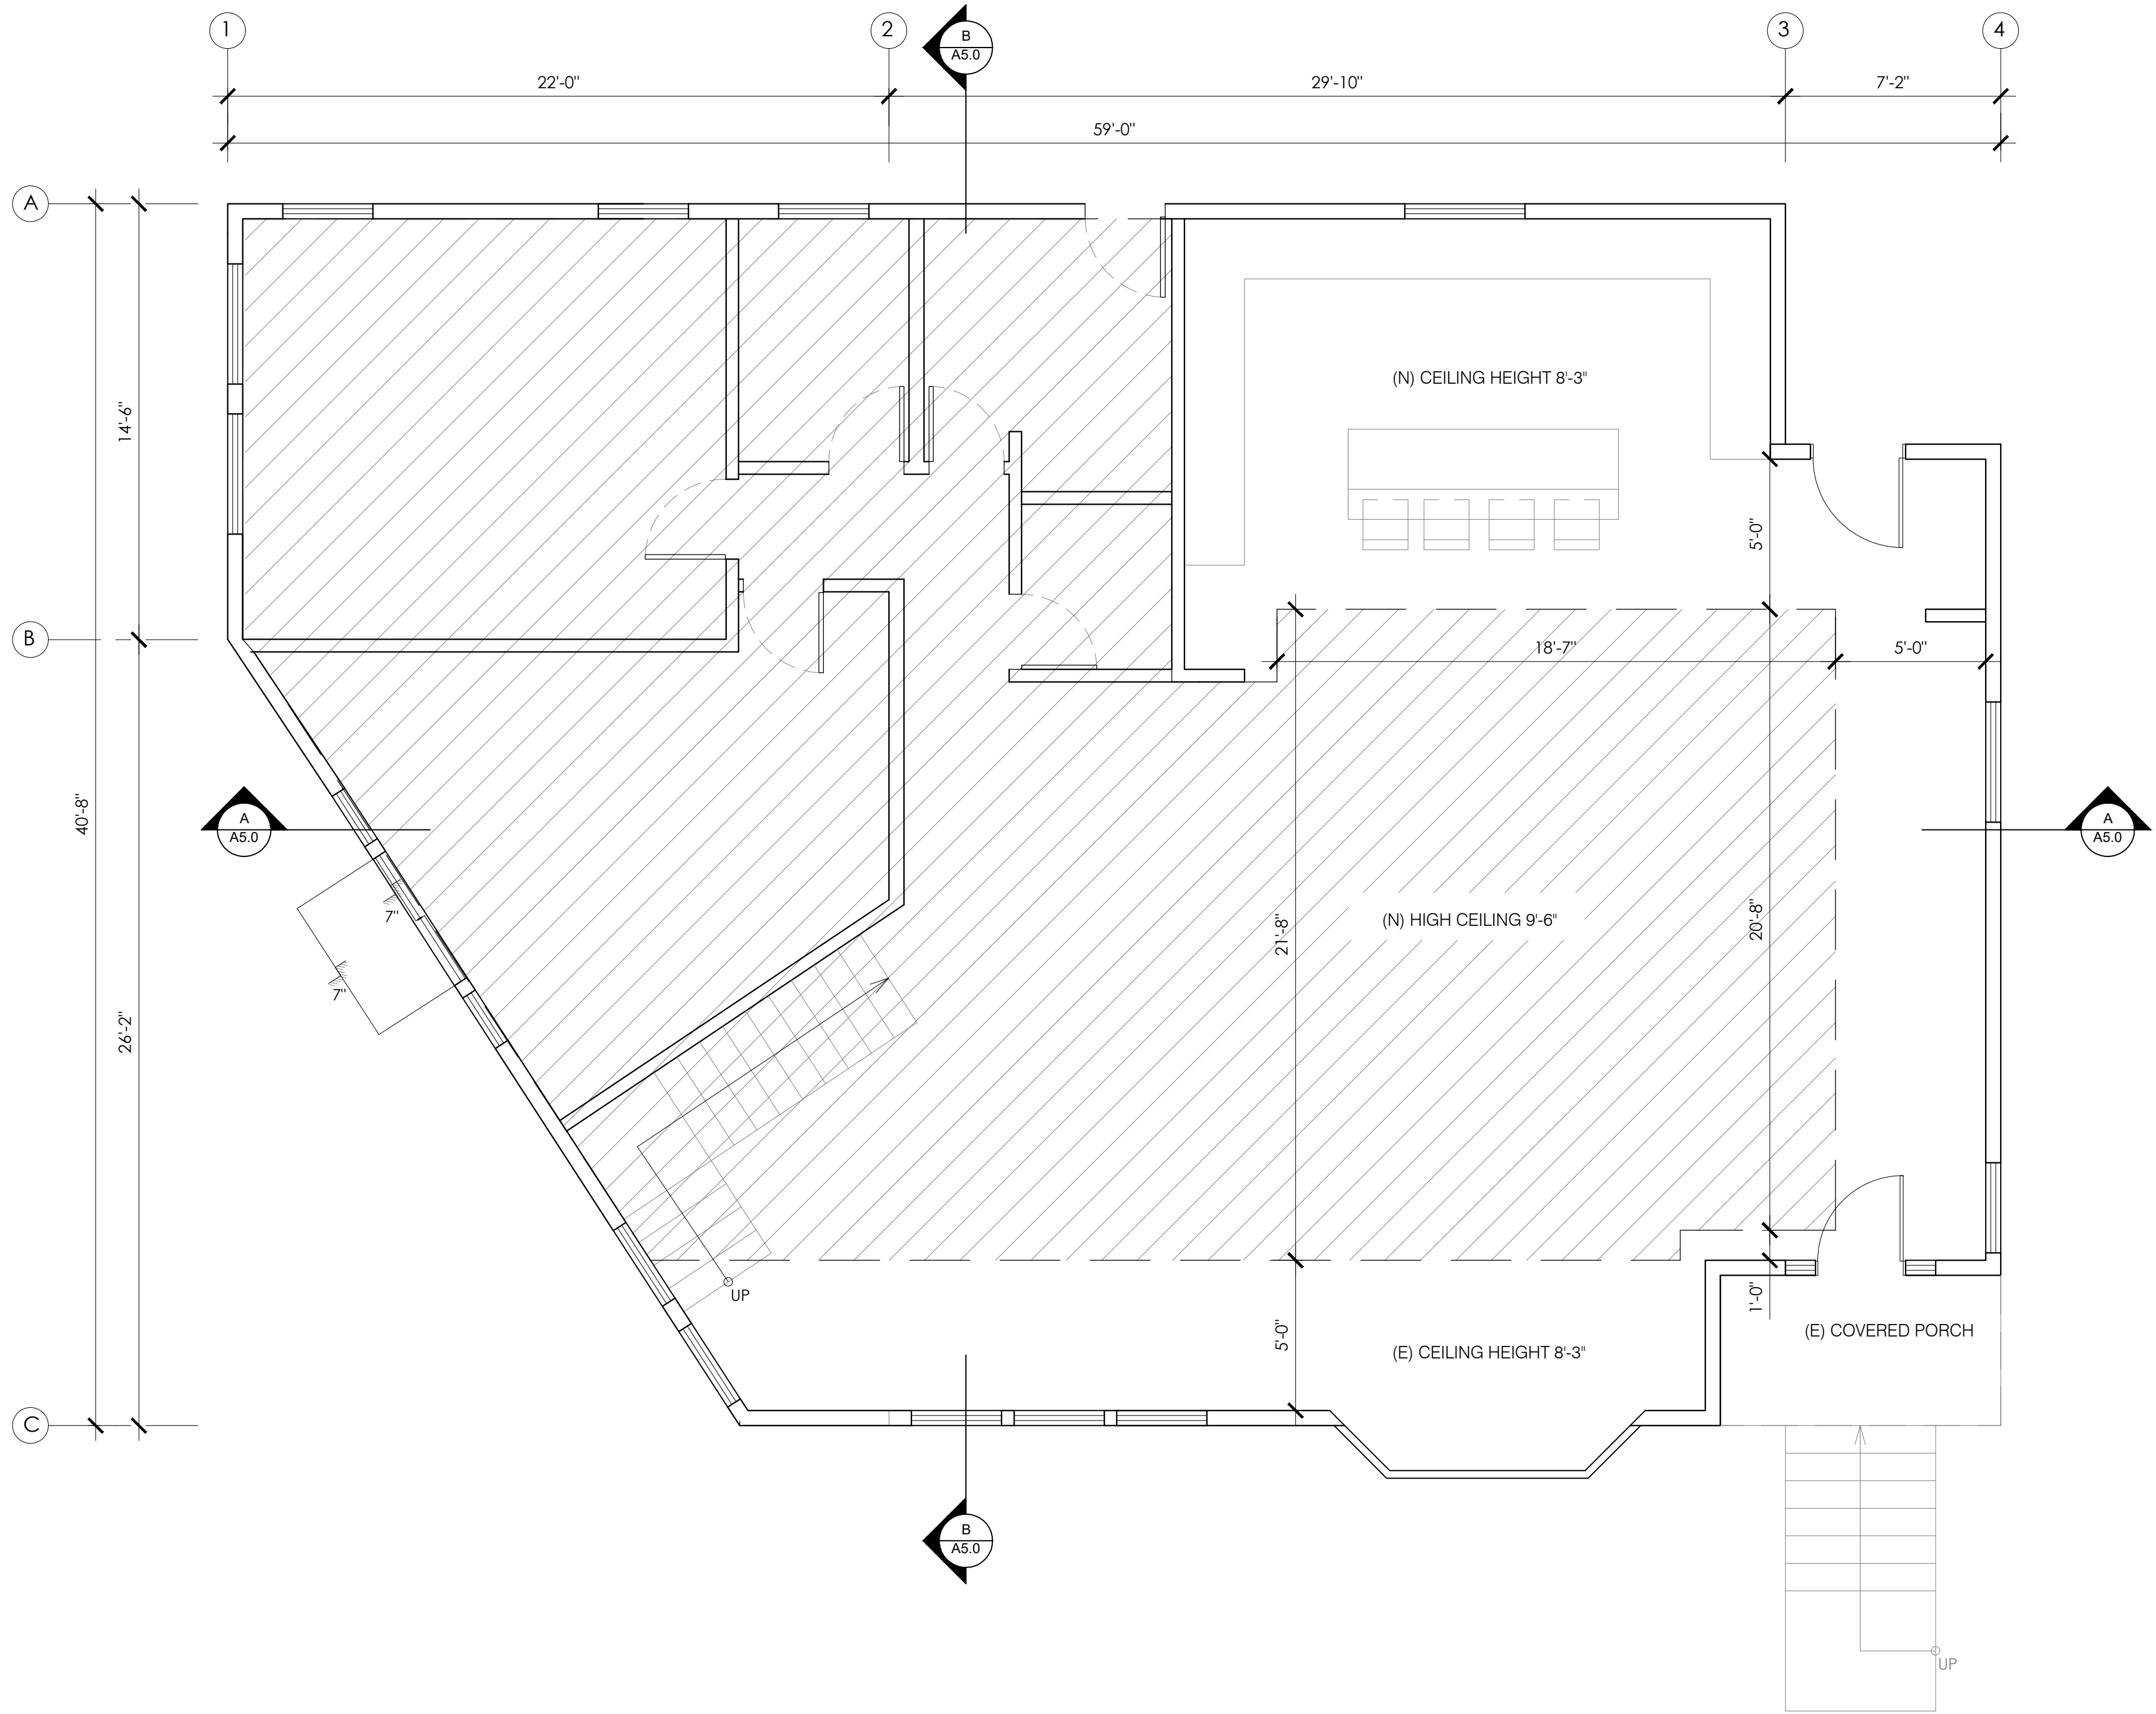 1
2
B
A5.0
3
4
22'-0"
29'-10"
7'-2"
59'-0"
A
14'-6"
(N) CEILING HEIGHT 8'-3"
5'-0"
B
18'-7"
5'-0"
40'-8"
A
A5.0
A
A5.0
7"
21'-8"
(N) HIGH CEILING 9'-6"
20'-8"
7"
26'-2"
UP
1'-0"
5'-0"
(E) CEILING HEIGHT 8'-3"
(E) COVERED PORCH
C
B
A5.0
UP